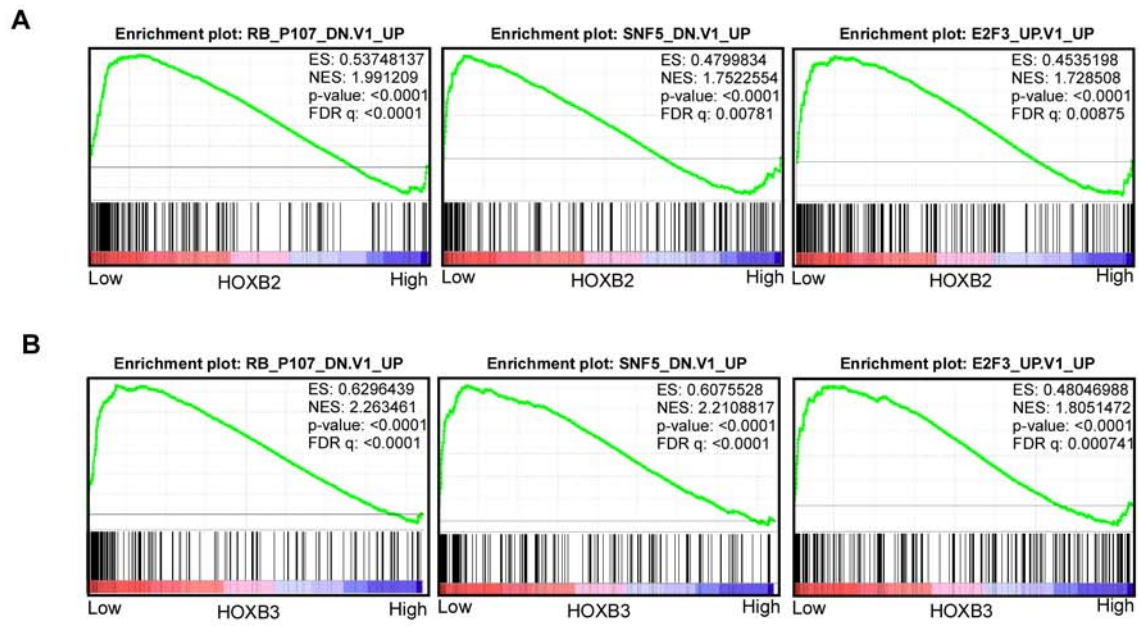 A
Enrichment plot: RB_P107_DN.V1_UP
ES: 0.53748137
NES: 1.991209
p-value: <0.0001
FDR q: <0.0001
Low HOXB2 High
Enrichment plot: SNF5_DN.V1_UP
ES: 0.4799834
NES: 1.7522554
p-value: <0.0001
FDR q: 0.00781
Low HOXB2 High
Enrichment plot: E2F3_UP.V1_UP
ES: 0.4535198
NES: 1.728508
p-value: <0.0001
FDR q: 0.00875
Low HOXB2 High
B
Enrichment plot: RB_P107_DN.V1_UP
ES: 0.6296439
NES: 2.263461
p-value: <0.0001
FDR q: <0.0001
Low HOXB3 High
Enrichment plot: SNF5_DN.V1_UP
ES: 0.6075528
NES: 2.2108817
p-value: <0.0001
FDR q: <0.0001
Low HOXB3 High
Enrichment plot: E2F3_UP.V1_UP
ES: 0.48046988
NES: 1.8051472
p-value: <0.0001
FDR q: 0.000741
Low HOXB3 High